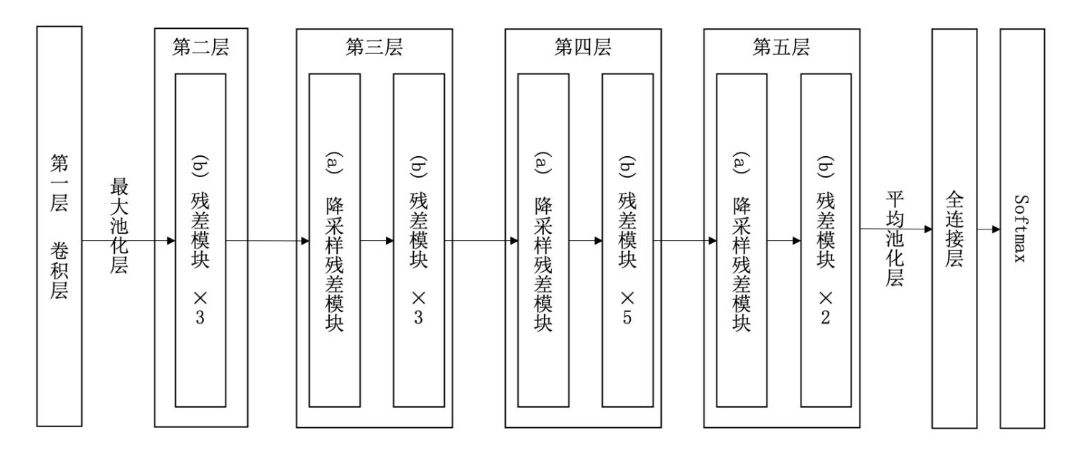 第一层 卷积层
最大池化层
第二层
(b) 残差模块 ×3
第三层
(a) 降采样残差模块
(b) 残差模块 ×3
第四层
(a) 降采样残差模块
(b) 残差模块 ×5
第五层
(a) 降采样残差模块
(b) 残差模块 ×2
平均池化层
全连接层
Softmax